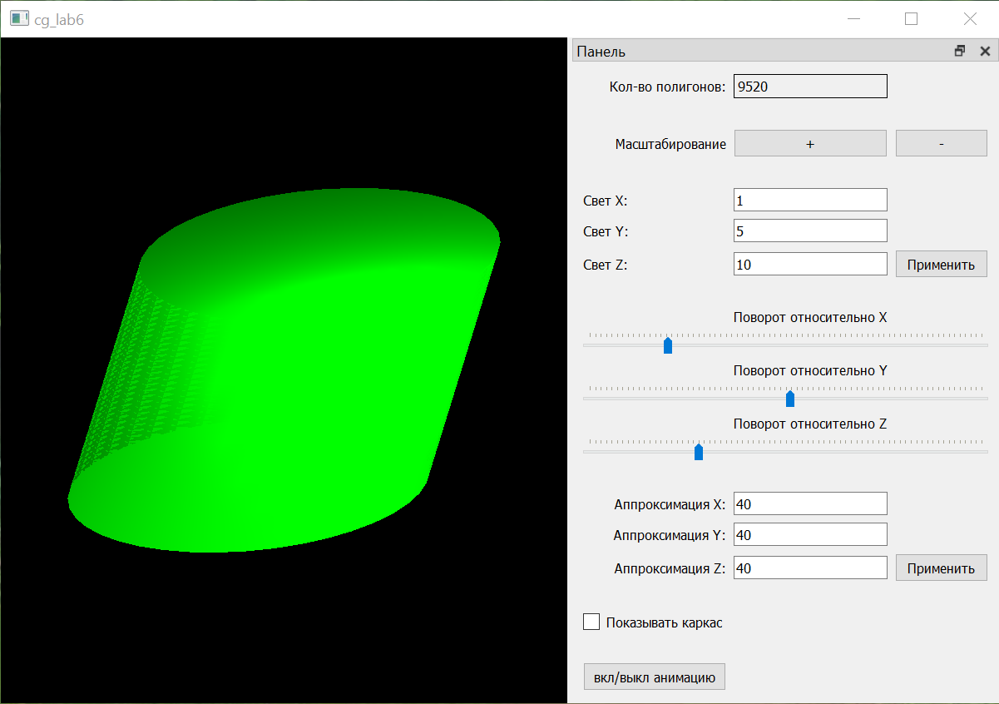 cg_lab6
Панель
Кол-во полигонов: 9520
Масштабирование + -
Свет X: 1
Свет Y: 5
Свет Z: 10 Применить
Поворот относительно X
Поворот относительно Y
Поворот относительно Z
Аппроксимация X: 40
Аппроксимация Y: 40
Аппроксимация Z: 40 Применить
Показывать каркас
вкл/выкл анимацию